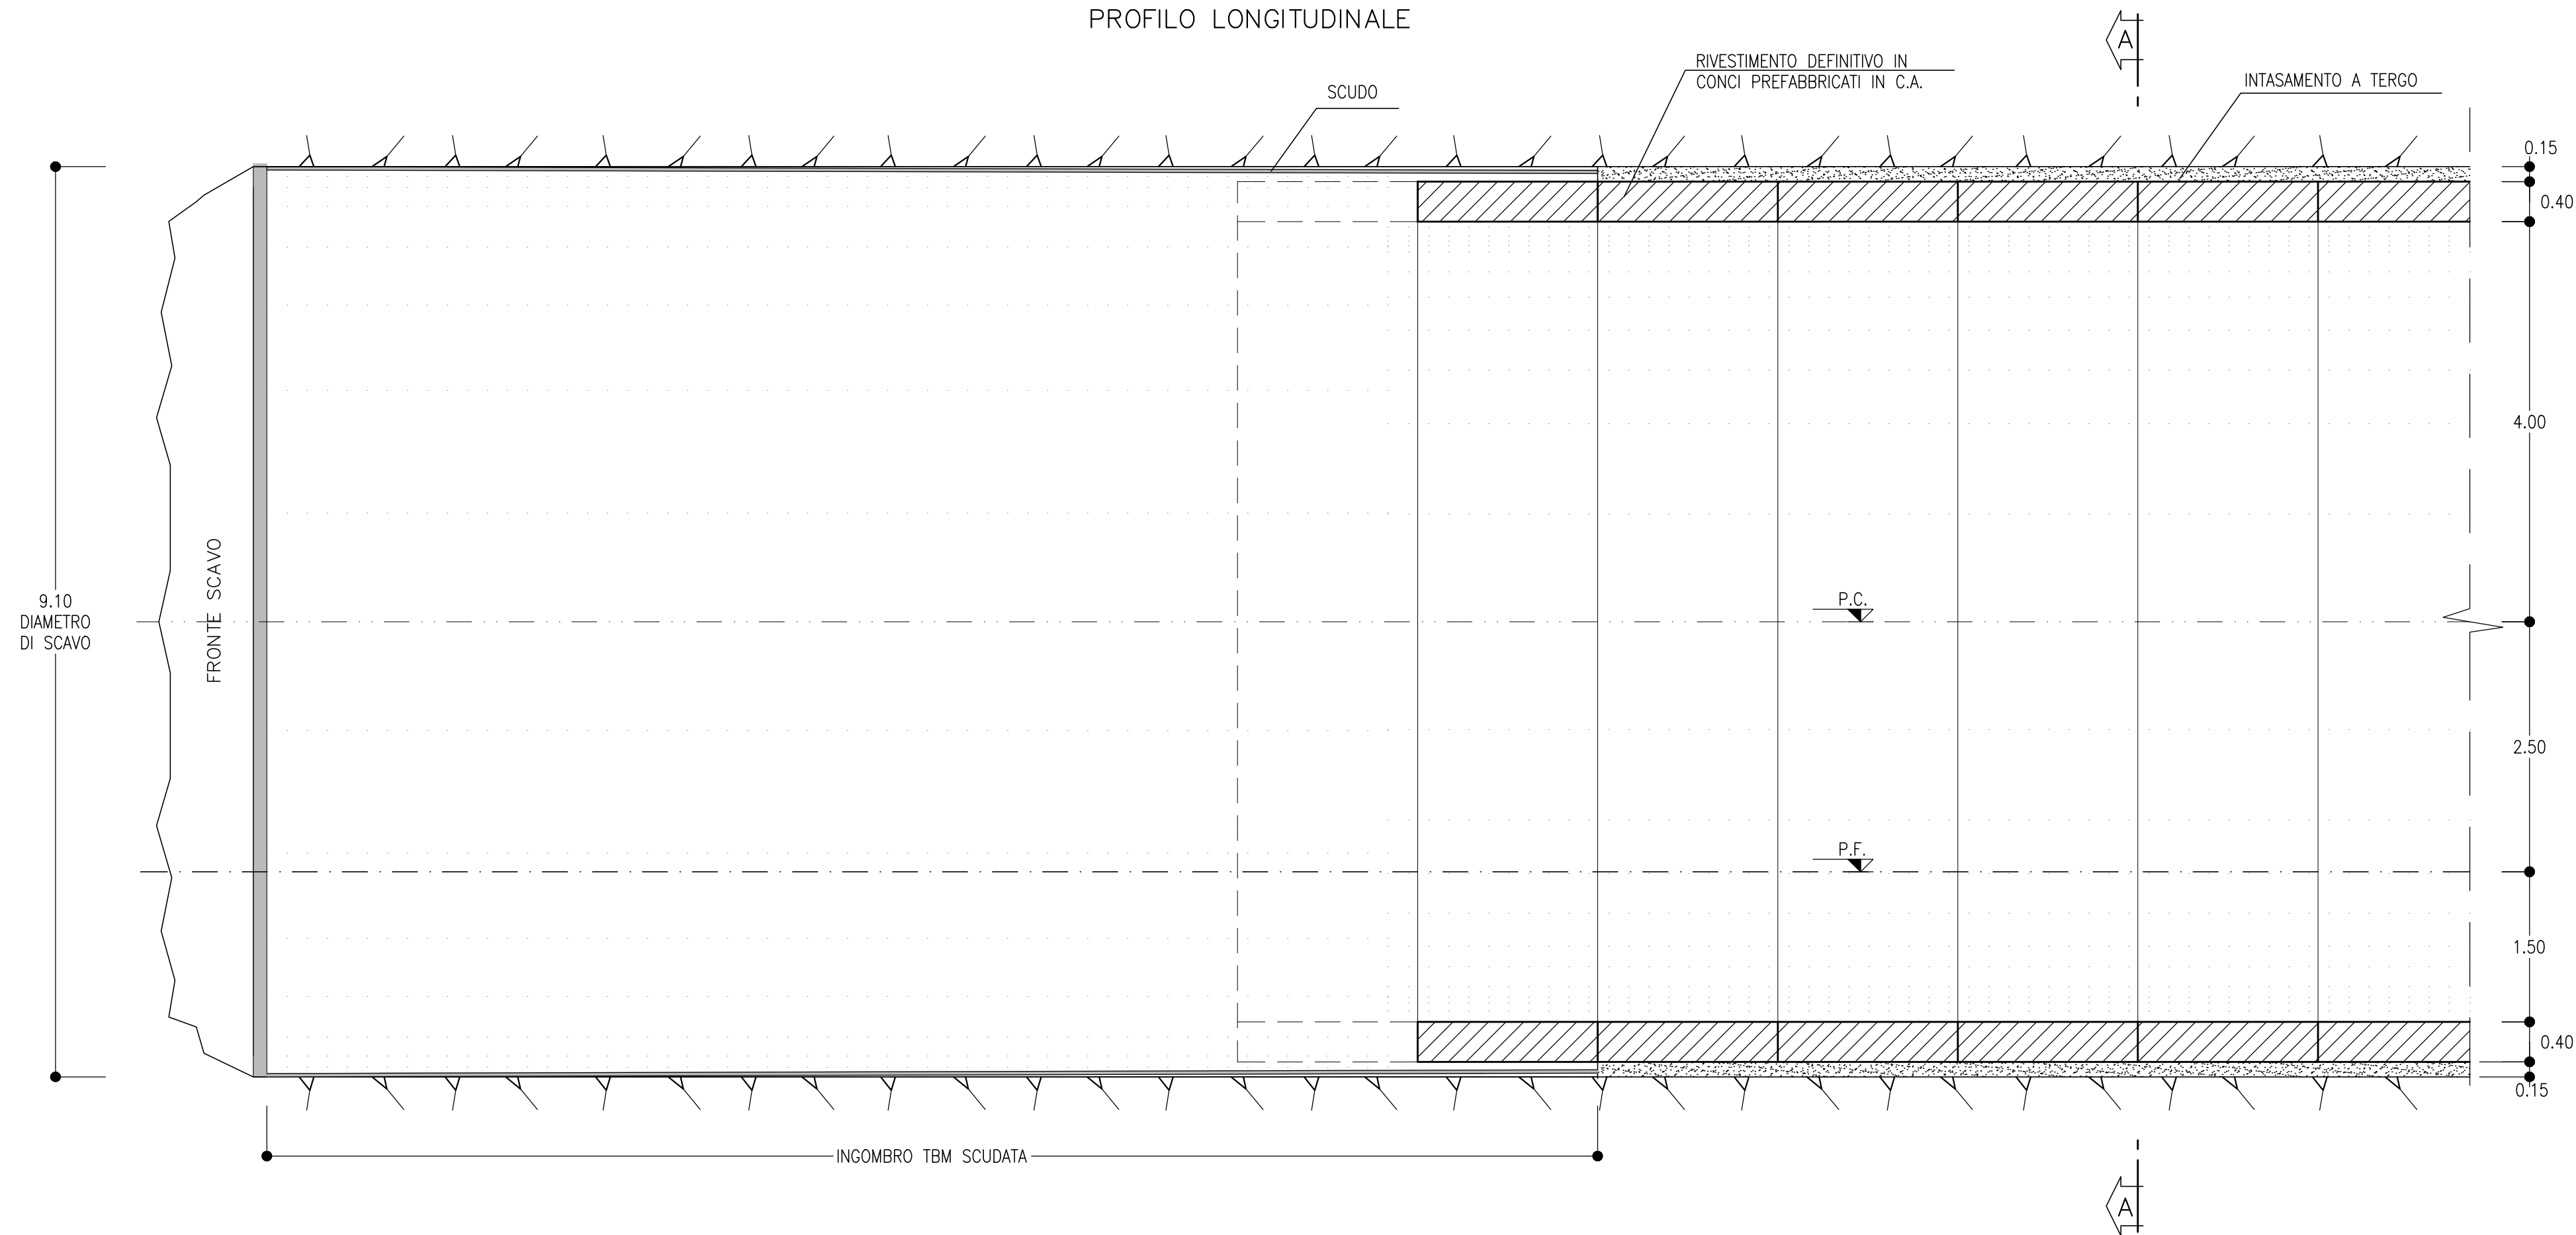 PROFILO LONGITUDINALE
A
RIVESTIMENTO DEFINITIVO IN
CONCI PREFABBRICATI IN C.A.
INTASAMENTO A TERGO
SCUDO
0.15
0.40
4.00
9.10
DIAMETRO
DI SCAVO
FRONTE SCAVO
P.C.
2.50
P.F.
1.50
0.40
0.15
INGOMBRO TBM SCUDATA
A